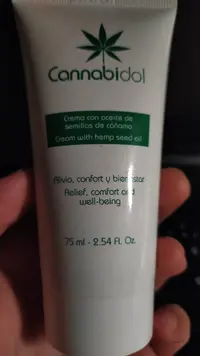 Cannabidol
Crema con aceite de
semillas de cáñamo
Cream with hemp seed oil
Alivio, confort y bienestar
Relief, comfort and
well-being
75 ml - 2.54 Fl. Oz.